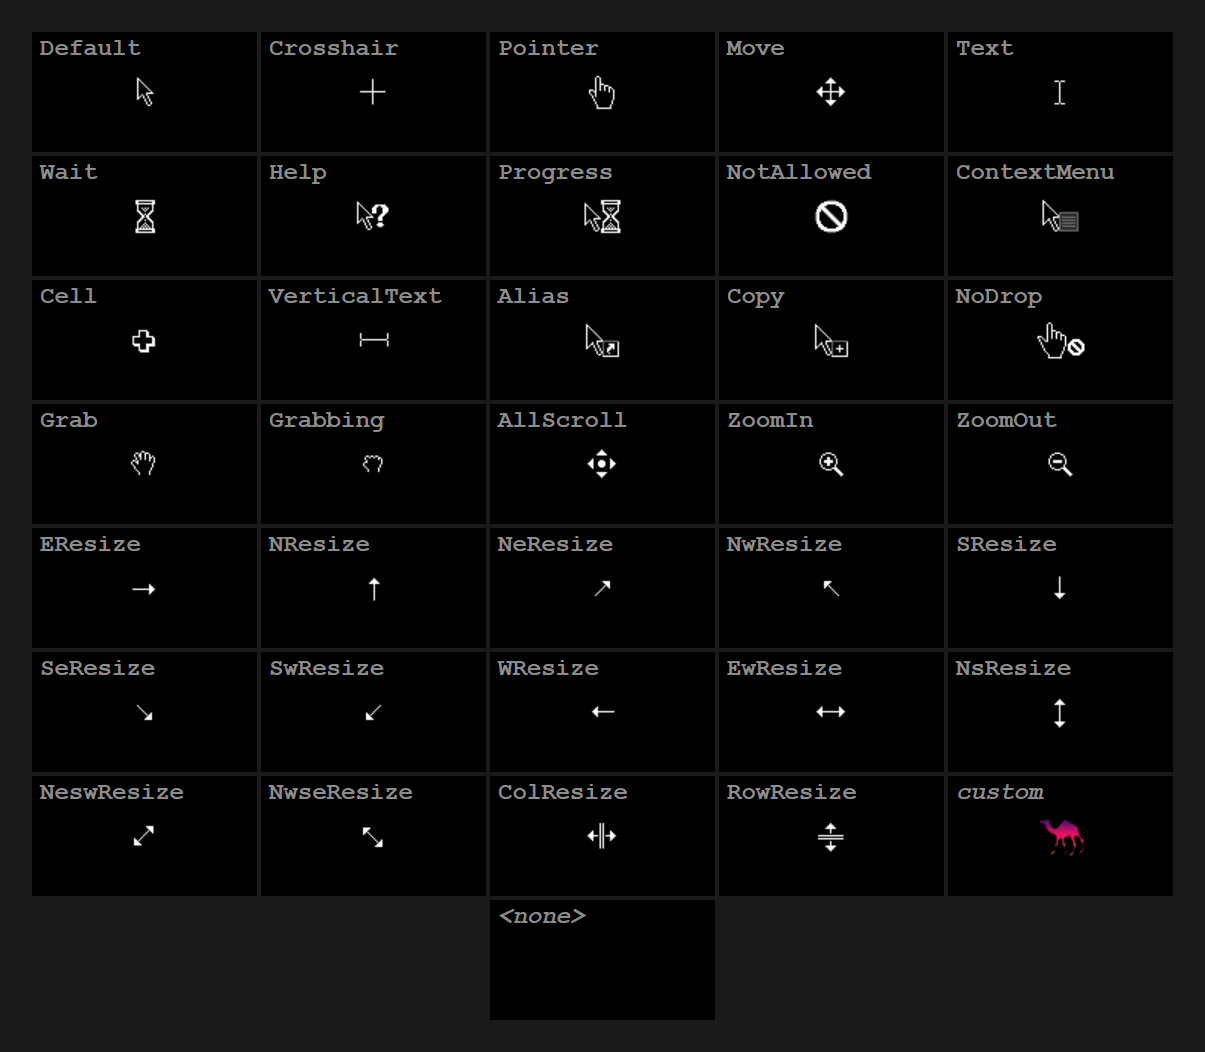 Default
Crosshair
Pointer
Move
Text
Wait
Help
Progress
NotAllowed
ContextMenu
Cell
VerticalText
Alias
Copy
NoDrop
Grab
Grabbing
AllScroll
ZoomIn
ZoomOut
EResize
NResize
NeResize
NwResize
SResize
SeResize
SwResize
WResize
EwResize
NsResize
NeswResize
NwseResize
ColResize
RowResize
custom
<none>